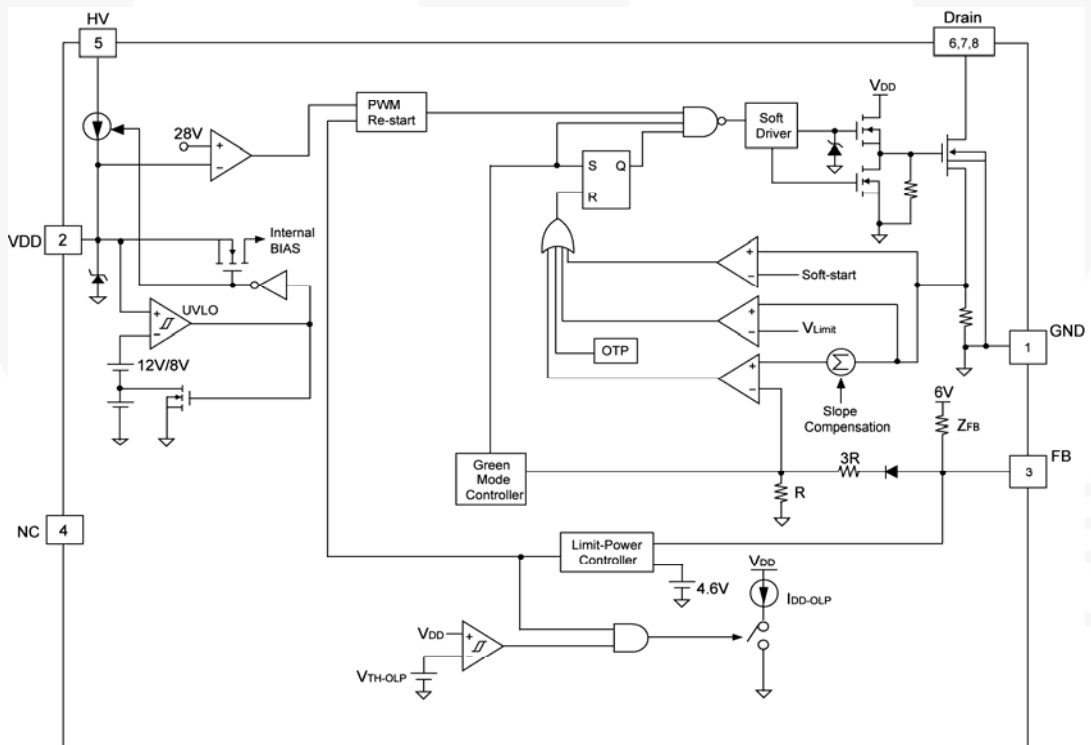 HV
5
Drain
6,7,8
VDD
PWM
Re-start
28V
+
−
Soft
Driver
S Q
R
VDD
2
Internal
BIAS
+
−
Soft-start
UVLO
+
−
+
−
VLimit
GND
1
12V/8V
OTP
+
−
Σ
Slope
Compensation
6V
ZFB
Green
Mode
Controller
3R
FB
3
R
NC
4
Limit-Power
Controller
4.6V
VDD
IDD-OLP
VDD
+
−
VTH-OLP